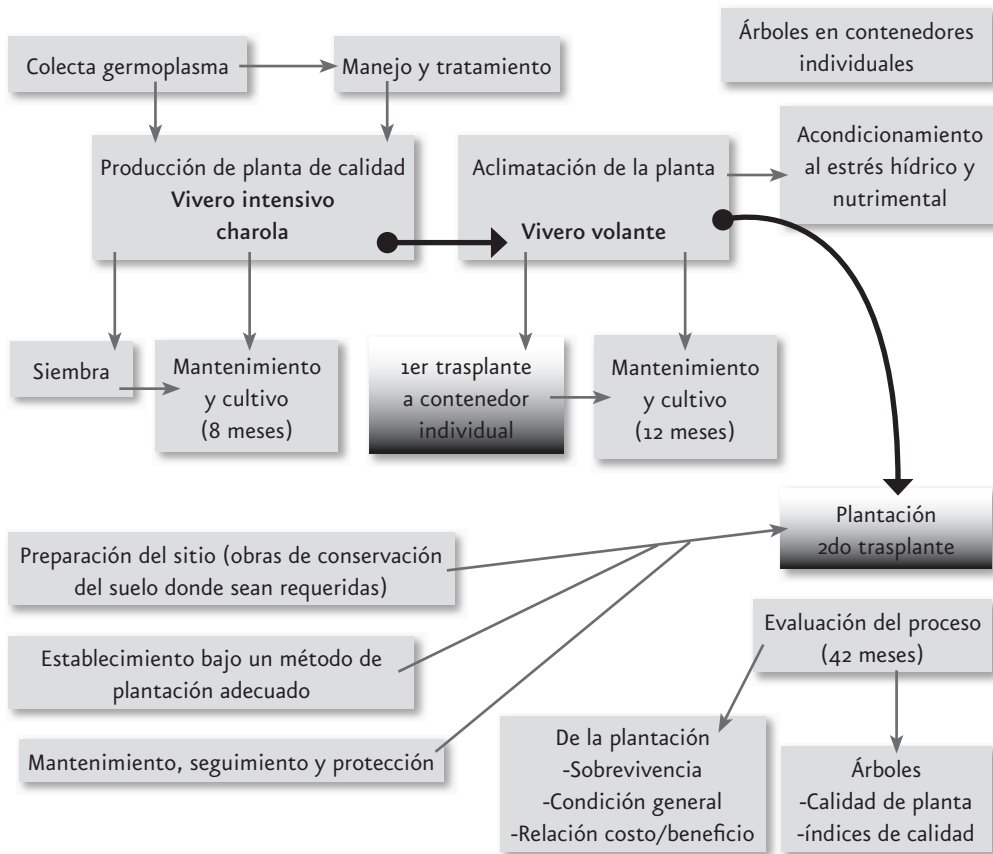 Colecta germoplasma
Manejo y tratamiento
Árboles en contenedores
individuales
Producción de planta de calidad
Vivero intensivo
charola
Aclimatación de la planta
Vivero volante
Acondicionamiento
al estrés hídrico y
nutrimental
Siembra
Mantenimiento
y cultivo
(8 meses)
1er trasplante
a contenedor
individual
Mantenimiento
y cultivo
(12 meses)
Plantación
2do trasplante
Preparación del sitio (obras de conservación
del suelo donde sean requeridas)
Establecimiento bajo un método de
plantación adecuado
Mantenimiento, seguimiento y protección
Evaluación del proceso
(42 meses)
De la plantación
-Sobrevivencia
-Condición general
-Relación costo/beneficio
Árboles
-Calidad de planta
-índices de calidad